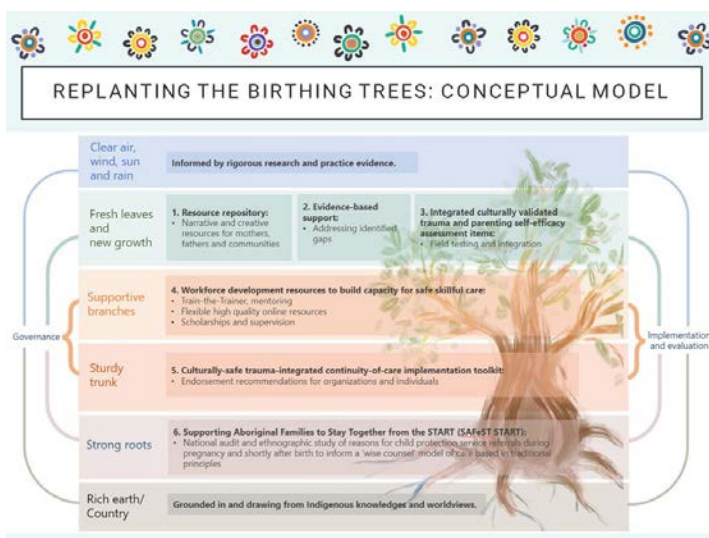 REPLANTING THE BIRTHING TREES: CONCEPTUAL MODEL
Clear air,
wind, sun
and rain
Informed by rigorous research and practice evidence.
Fresh leaves
and
new growth
1. Resource repository:
• Narrative and creative
resources for mothers,
fathers and communities
2. Evidence-based
support:
• Addressing identified
gaps
3. Integrated culturally validated
trauma and parenting self-efficacy
assessment items:
• Field testing and integration
Supportive
branches
4. Workforce development resources to build capacity for safe skillful care:
• Train-the-Trainer, mentoring
• Flexible high quality online resources
• Scholarships and supervision
Governance
Implementation
and evaluation
Sturdy
trunk
5. Culturally-safe trauma-integrated continuity-of-care implementation toolkit:
• Endorsement recommendations for organizations and individuals
Strong roots
6. Supporting Aboriginal Families to Stay Together from the START (SAFeST START):
• National audit and ethnographic study of reasons for child protection service referrals during
pregnancy and shortly after birth to inform a 'wise counsel' model of care based in traditional
principles
Rich earth/
Country
Grounded in and drawing from Indigenous knowledges and worldviews.